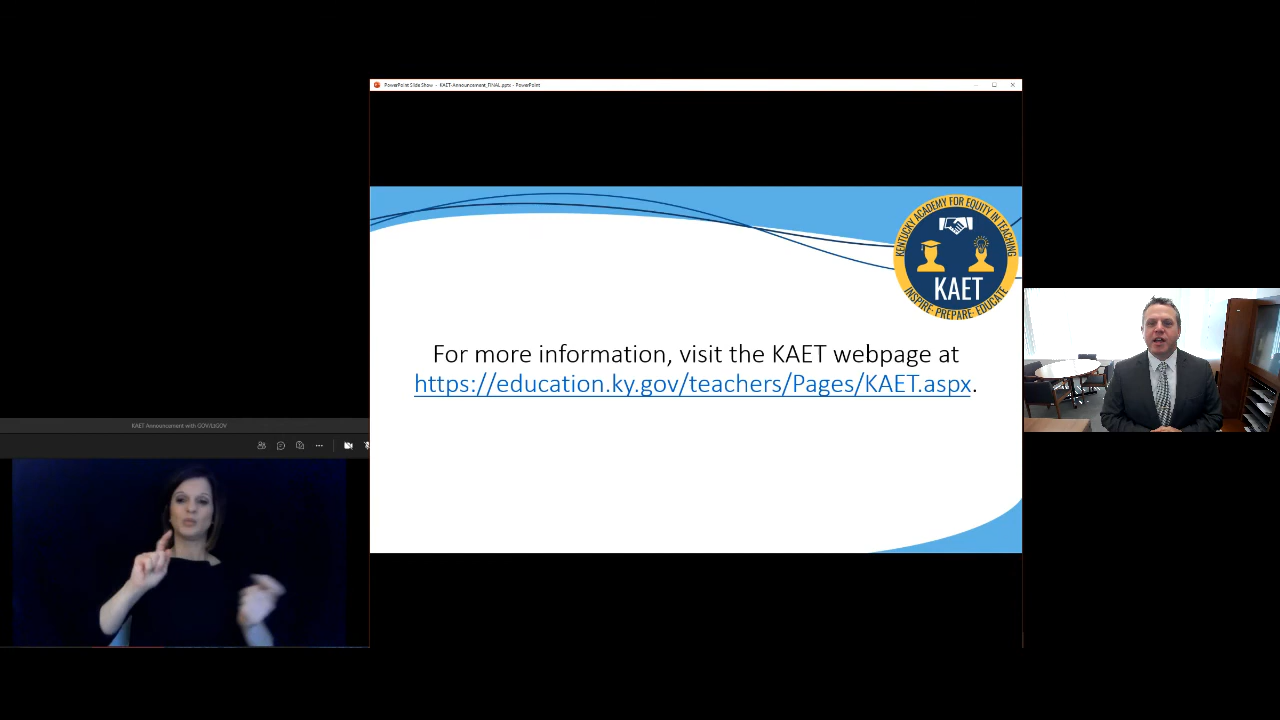 PowerPoint Slide Show - KAET-Announcement_FINAL.pptx - PowerPoint
KENTUCKY ACADEMY FOR EQUITY IN TEACHING
KAET
INSPIRE · PREPARE · EDUCATE
For more information, visit the KAET webpage at
https://education.ky.gov/teachers/Pages/KAET.aspx.
KAET Announcement with GOV/LtGOV